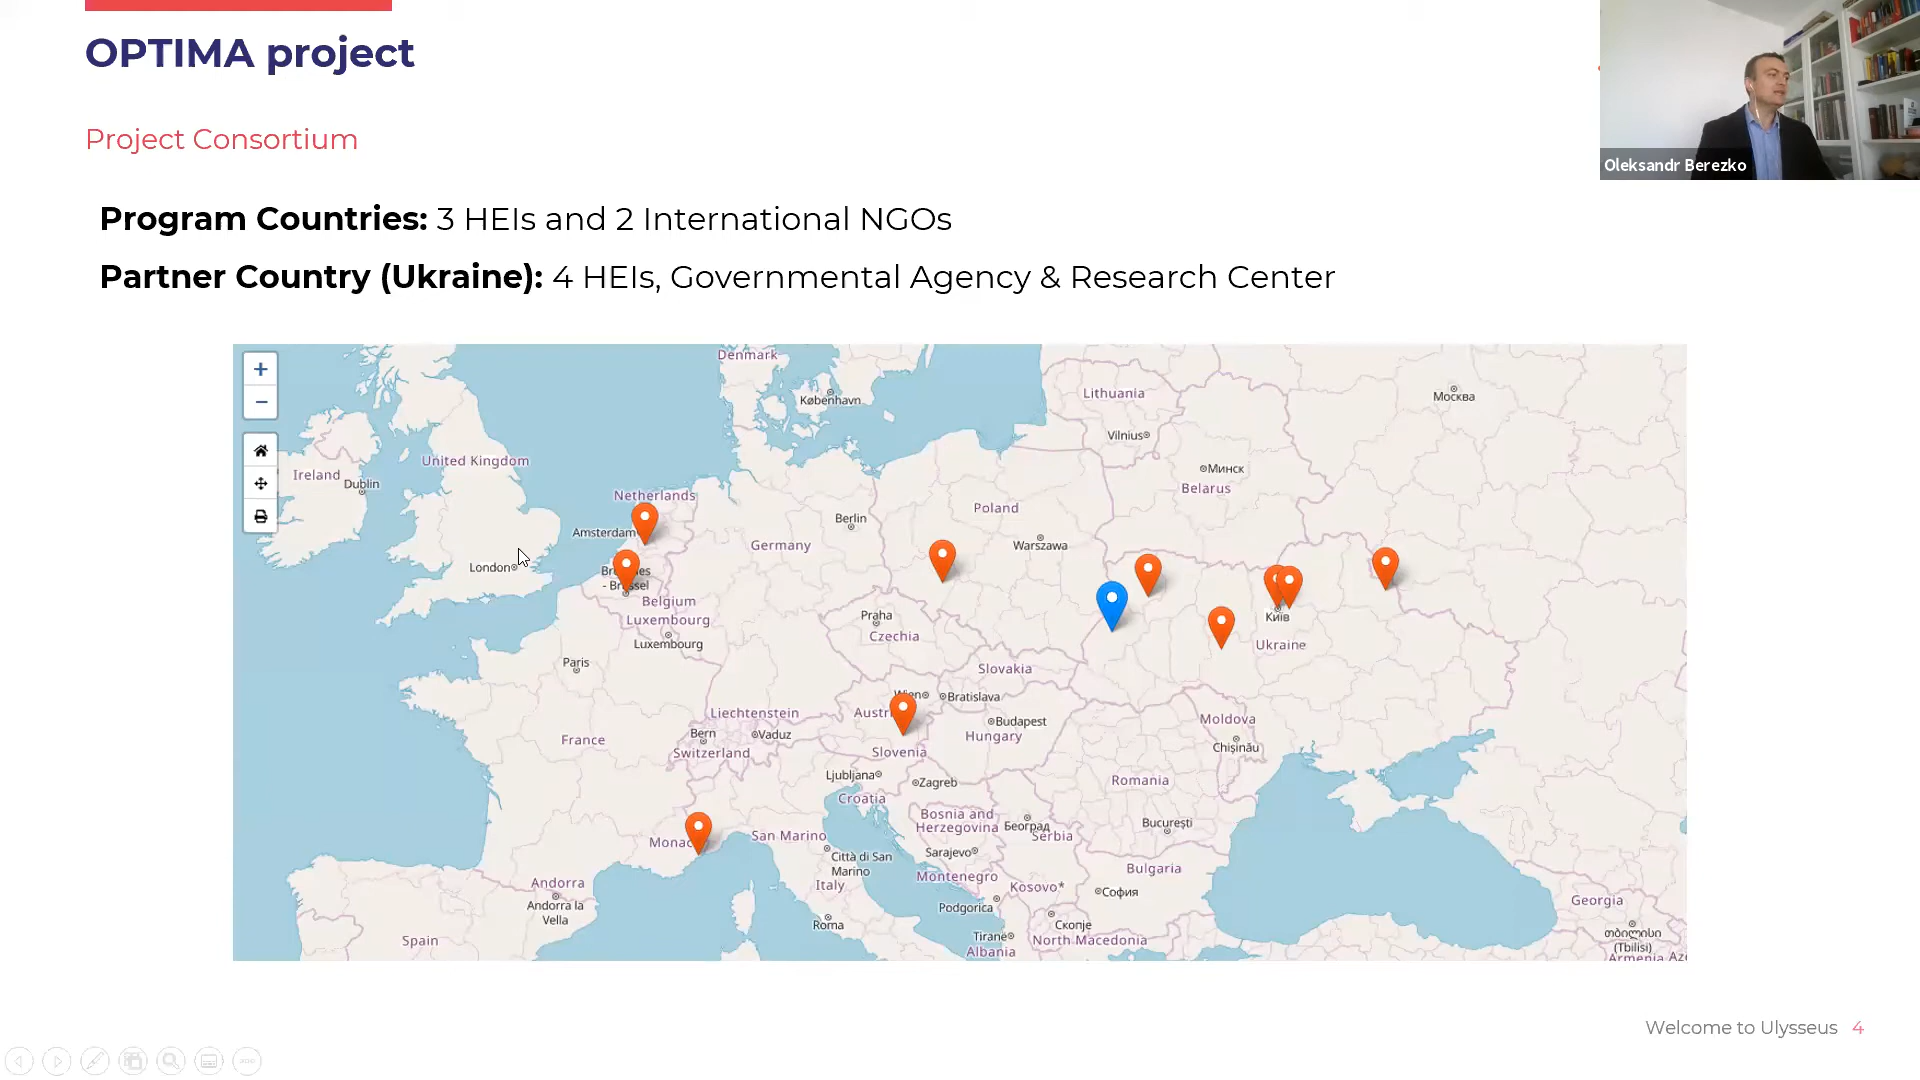 OPTIMA project
Oleksandr Berezko
Project Consortium
Program Countries: 3 HEIs and 2 International NGOs
Partner Country (Ukraine): 4 HEIs, Governmental Agency & Research Center
+
−
Denmark
København
Lithuania
Москва
Vilnius
United Kingdom
Ireland
Dublin
Минск
Belarus
Netherlands
Poland
Berlin
Amsterdam
Germany
Warszawa
London
- Brussel
Belgium
Luxembourg
Luxembourg
Praha
Czechia
Київ
Ukraine
Paris
Slovakia
Wien
Bratislava
Liechtenstein
Budapest
Hungary
Moldova
Chișinău
France
Bern
Vaduz
Switzerland
Slovenia
Ljubljana
Zagreb
Romania
Croatia
Bosnia and
Herzegovina
Београд
Serbia
București
San Marino
Sarajevo
Città di San
Marino
Italy
Bulgaria
Montenegro
Kosovo*
София
Andorra
Andorra la
Vella
Podgorica
Georgia
Roma
Скопје
Spain
Tiranë
North Macedonia
Albania
თბილისი
(Tbilisi)
Armenia
Welcome to Ulysseus 4